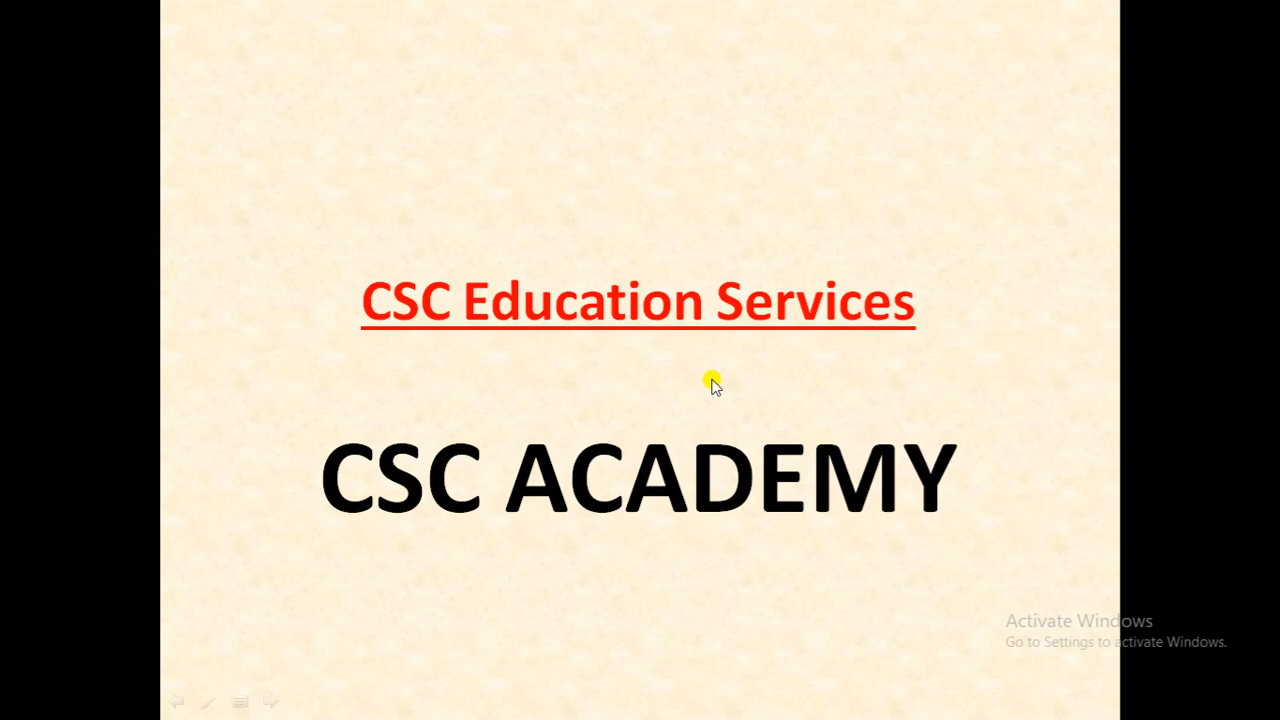 CSC Education Services
CSC ACADEMY
Activate Windows
Go to Settings to activate Windows.